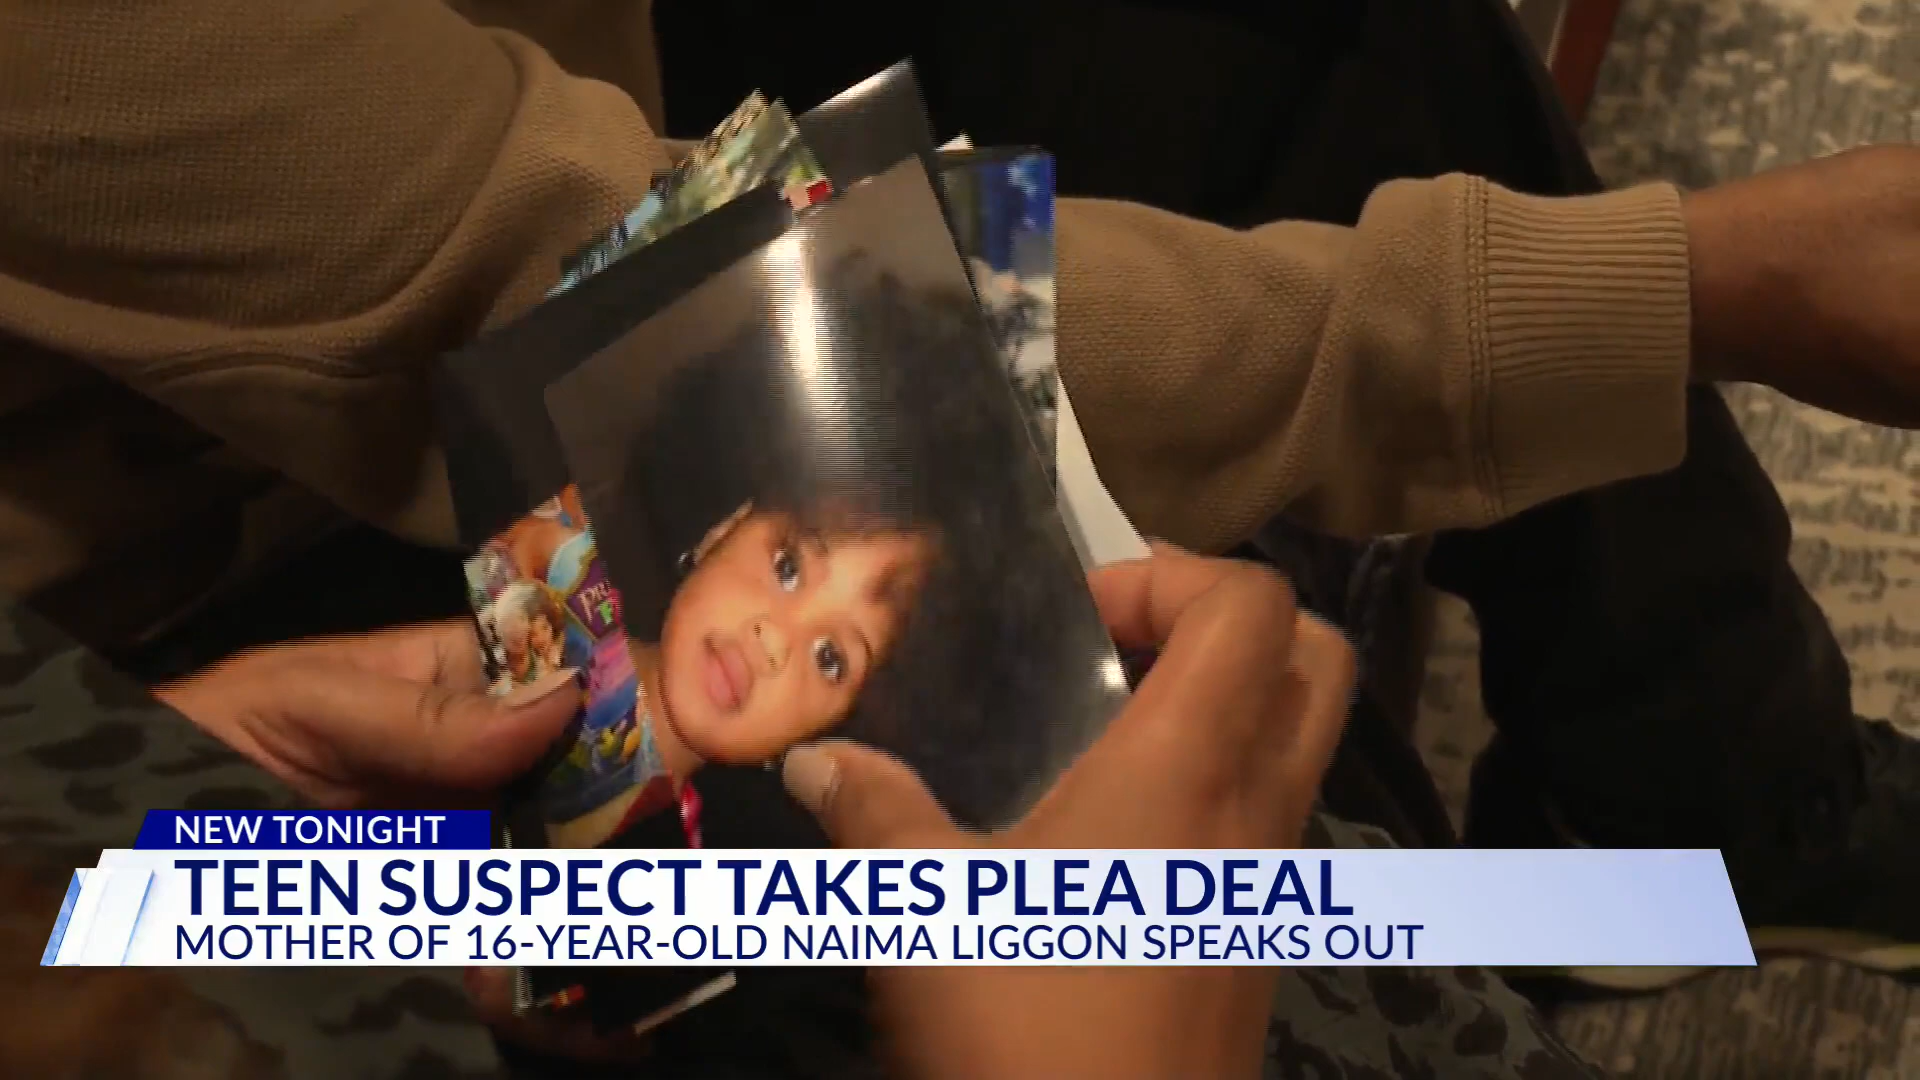 NEW TONIGHT
TEEN SUSPECT TAKES PLEA DEAL
MOTHER OF 16-YEAR-OLD NAIMA LIGGON SPEAKS OUT